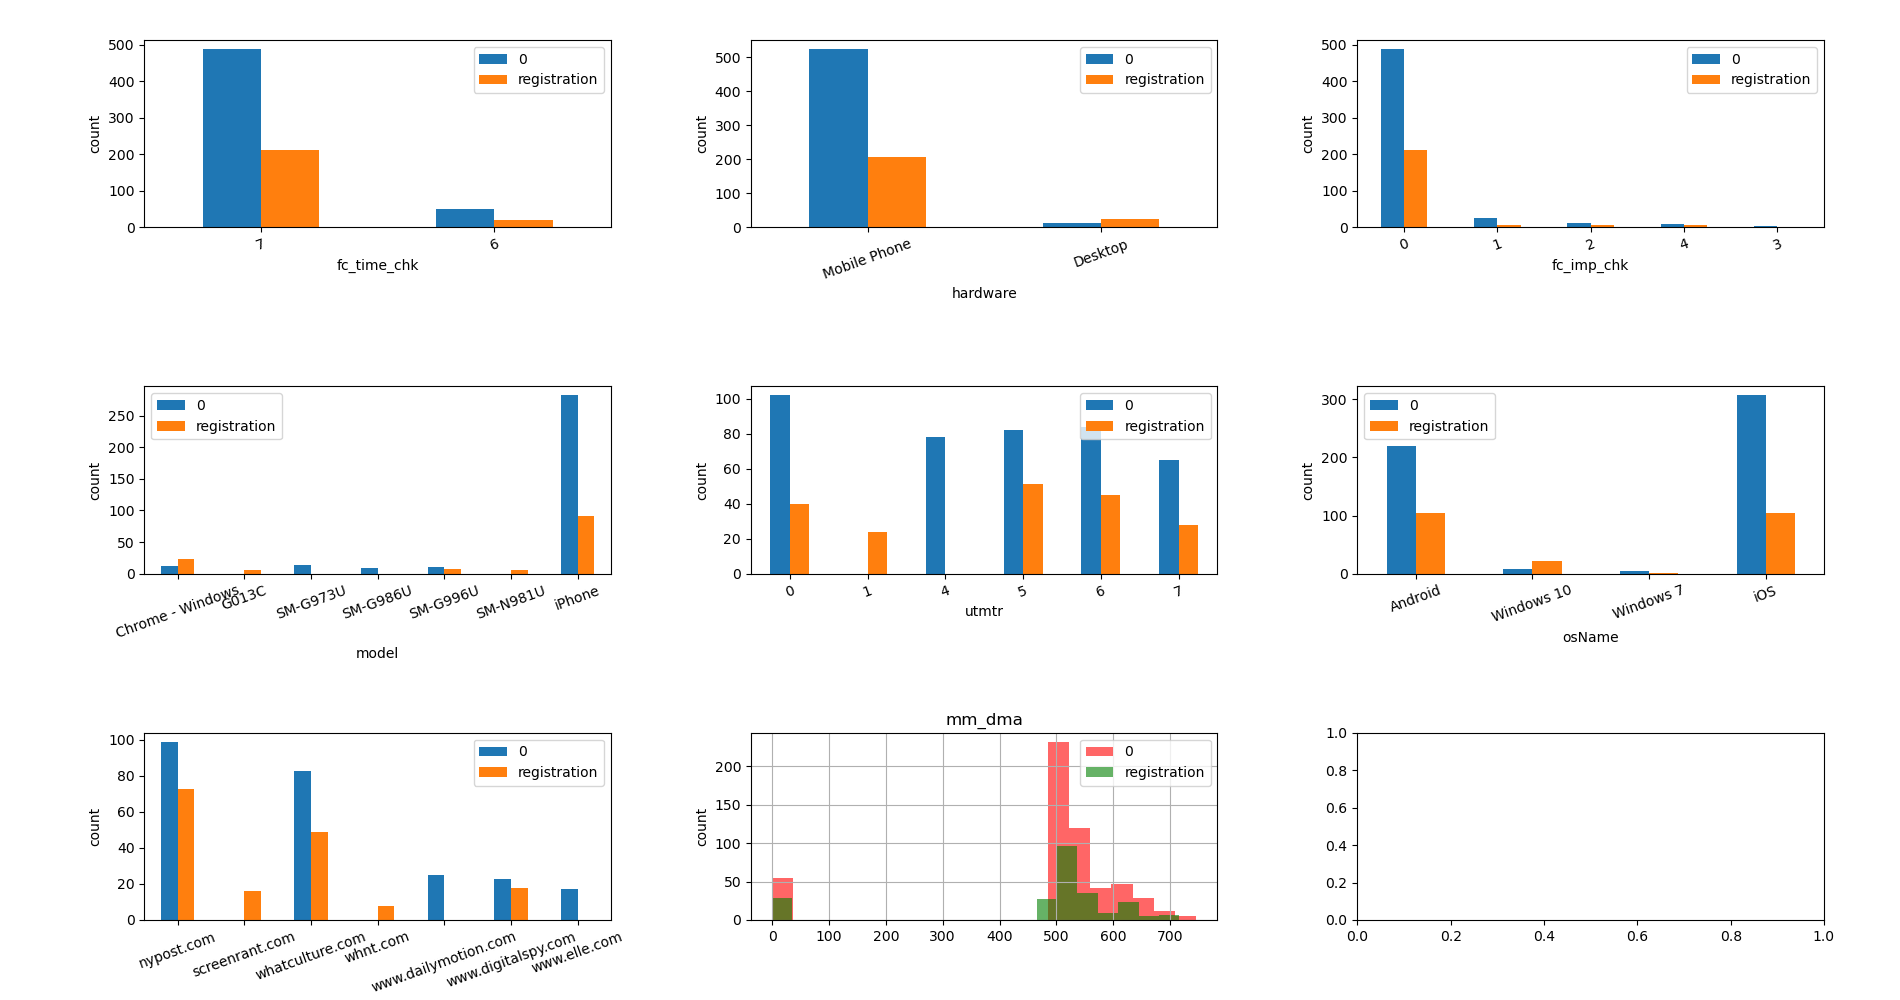 500
400
300
200
100
0
count
7
6
fc_time_chk
0
registration
500
400
300
200
100
0
count
Mobile Phone
Desktop
hardware
0
registration
500
400
300
200
100
0
count
0
1
2
4
3
fc_imp_chk
0
registration
250
200
150
100
50
0
count
Chrome - Windows
G013C
SM-G973U
SM-G986U
SM-G996U
SM-N981U
iPhone
model
0
registration
100
80
60
40
20
0
count
0
1
4
5
6
7
utmtr
0
registration
300
200
100
0
count
Android
Windows 10
Windows 7
iOS
osName
0
registration
100
80
60
40
20
0
count
nypost.com
screenrant.com
whatculture.com
whnt.com
www.dailymotion.com
www.digitalspy.com
www.elle.com
0
registration
mm_dma
200
150
100
50
0
count
0
100
200
300
400
500
600
700
0
registration
1.0
0.8
0.6
0.4
0.2
0.0
0.0
0.2
0.4
0.6
0.8
1.0